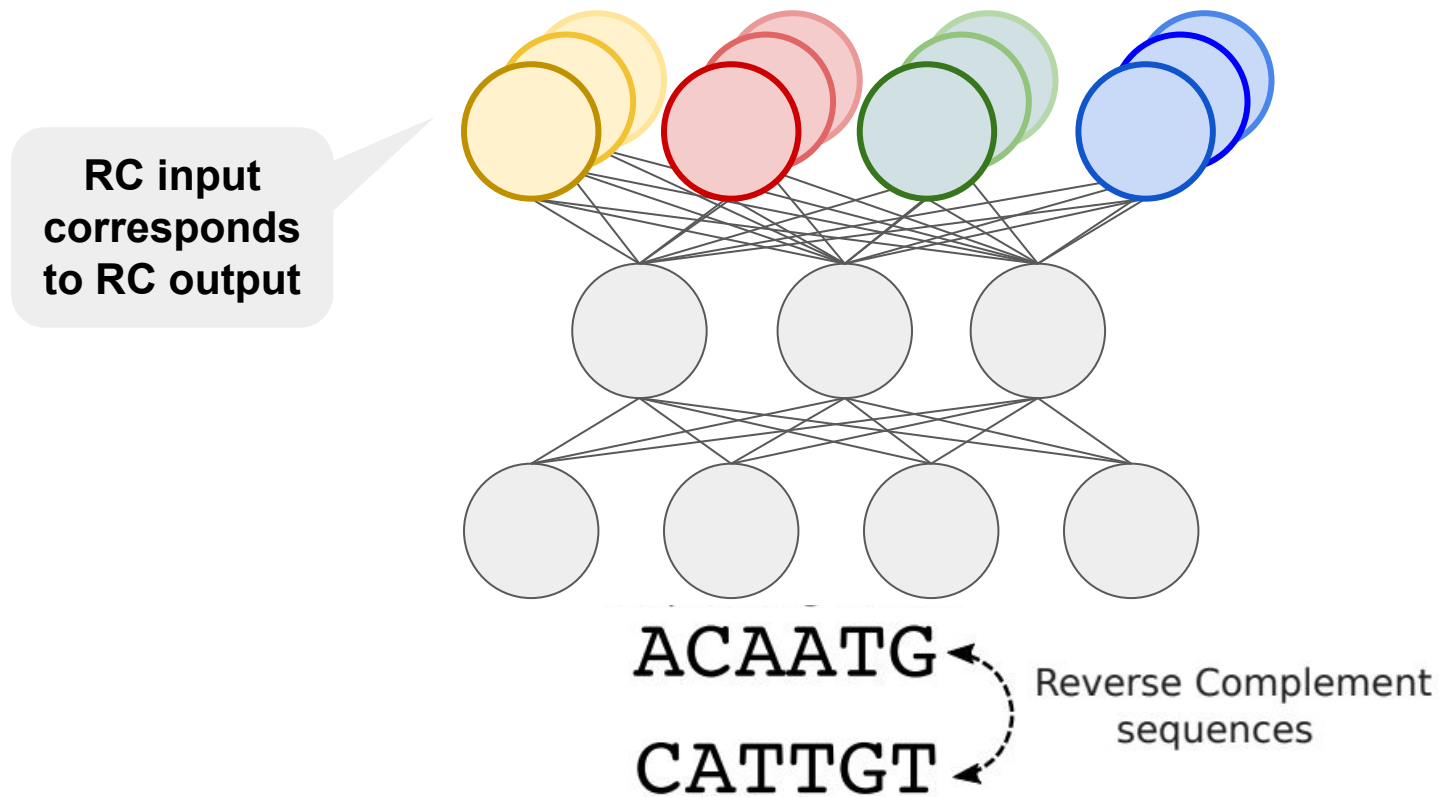 RC input
corresponds
to RC output
ACAATG
Reverse Complement
sequences
CATTGT